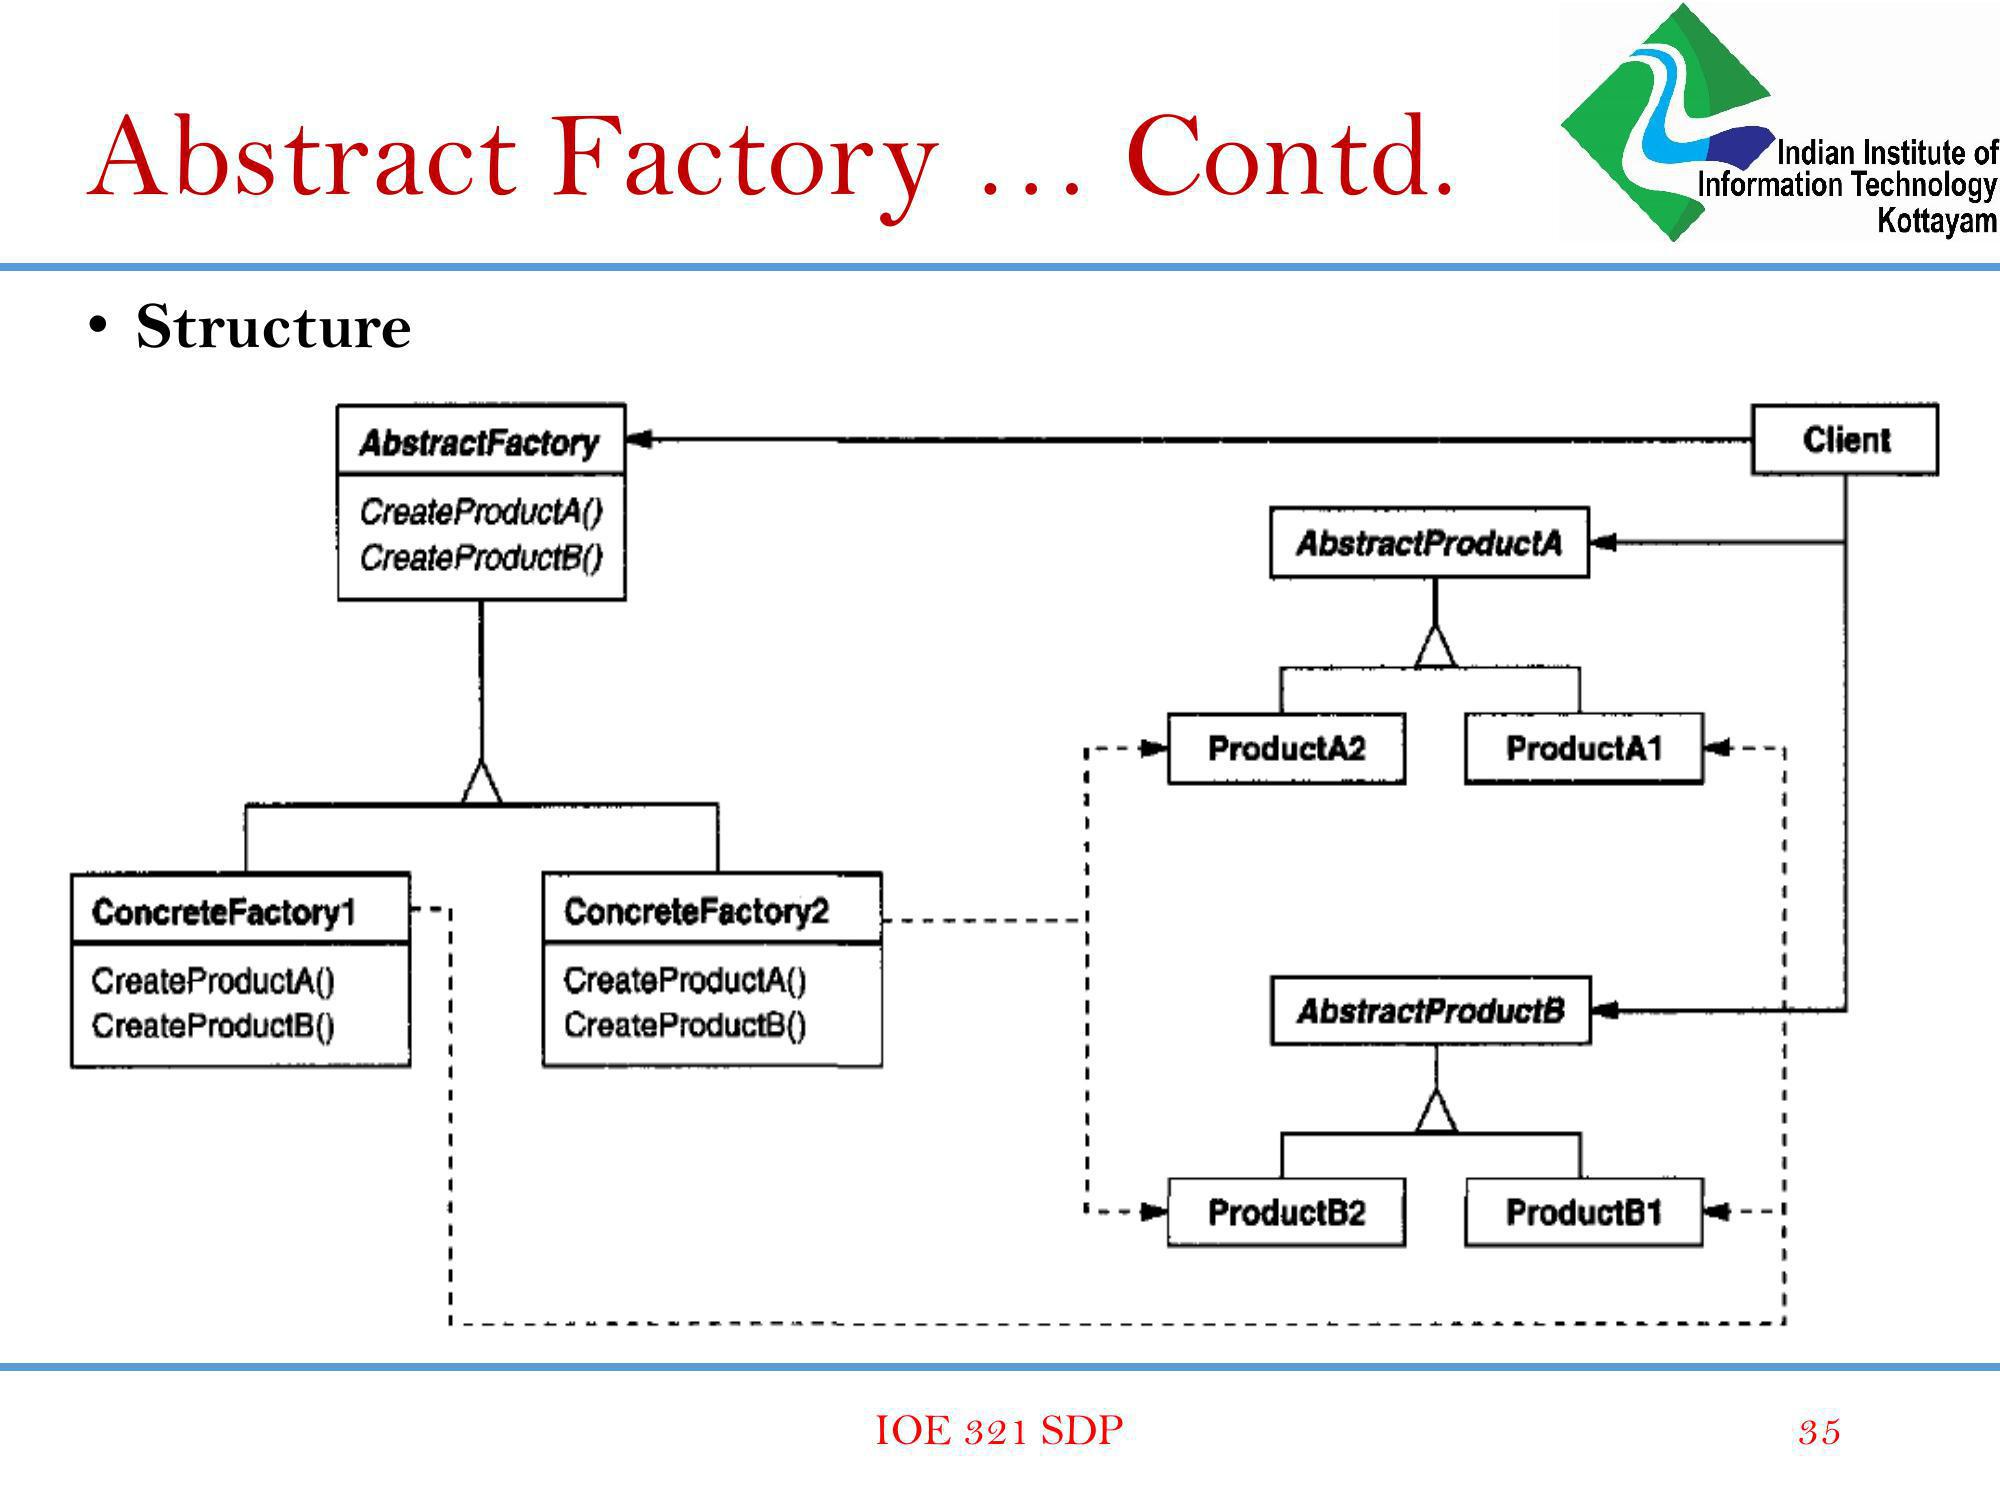 Abstract Factory … Contd.
Indian Institute of
Information Technology
Kottayam
• Structure
AbstractFactory
CreateProductA()
CreateProductB()
Client
AbstractProductA
ProductA2
ProductA1
ConcreteFactory1
CreateProductA()
CreateProductB()
ConcreteFactory2
CreateProductA()
CreateProductB()
AbstractProductB
ProductB2
ProductB1
IOE 321 SDP
35